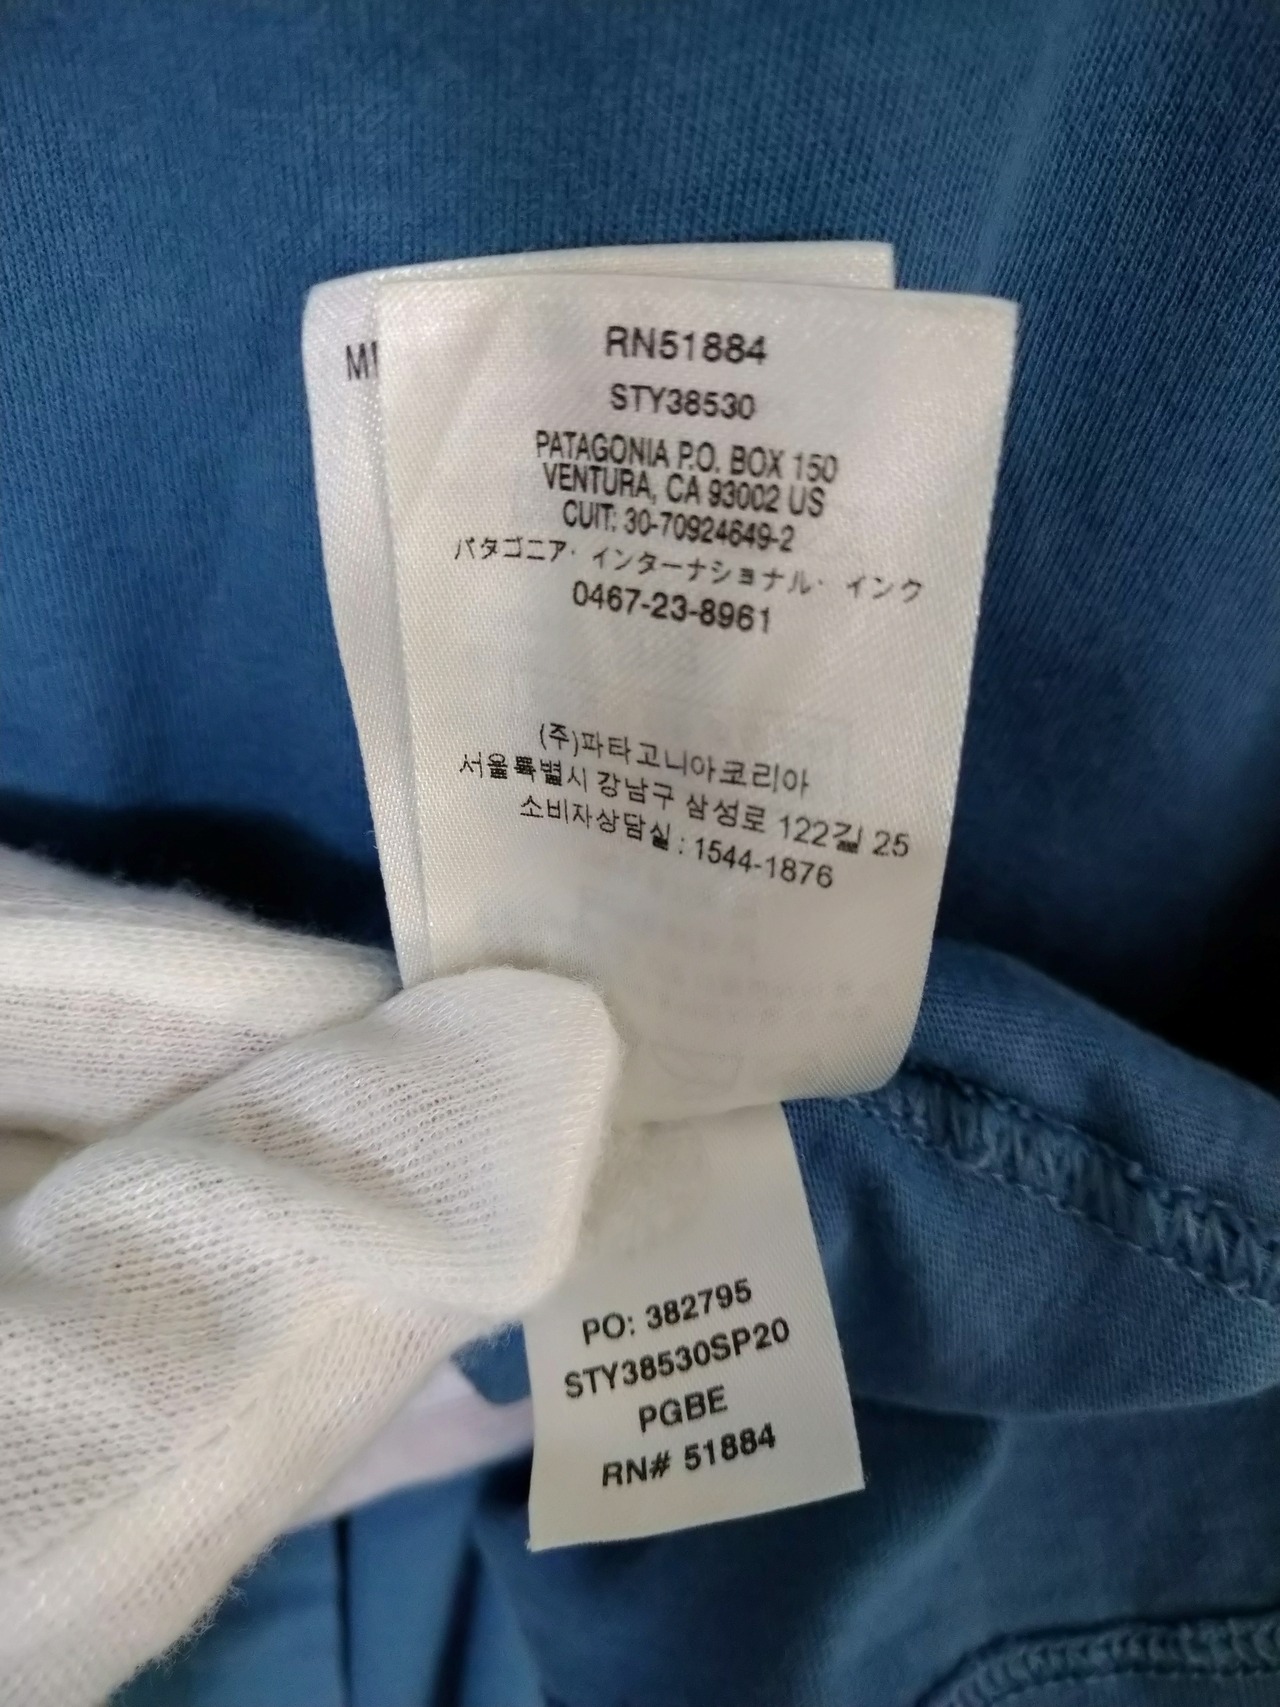 RN51884
STY38530
PATAGONIA P.O. BOX 150
VENTURA, CA 93002 US
CUIT: 30-70924649-2
パタゴニア・インターナショナル・インク
0467-23-8961
(주)파타고니아코리아
서울특별시 강남구 삼성로 122길 25
소비자상담실 : 1544-1876
PO: 382795
STY38530SP20
PGBE
RN# 51884